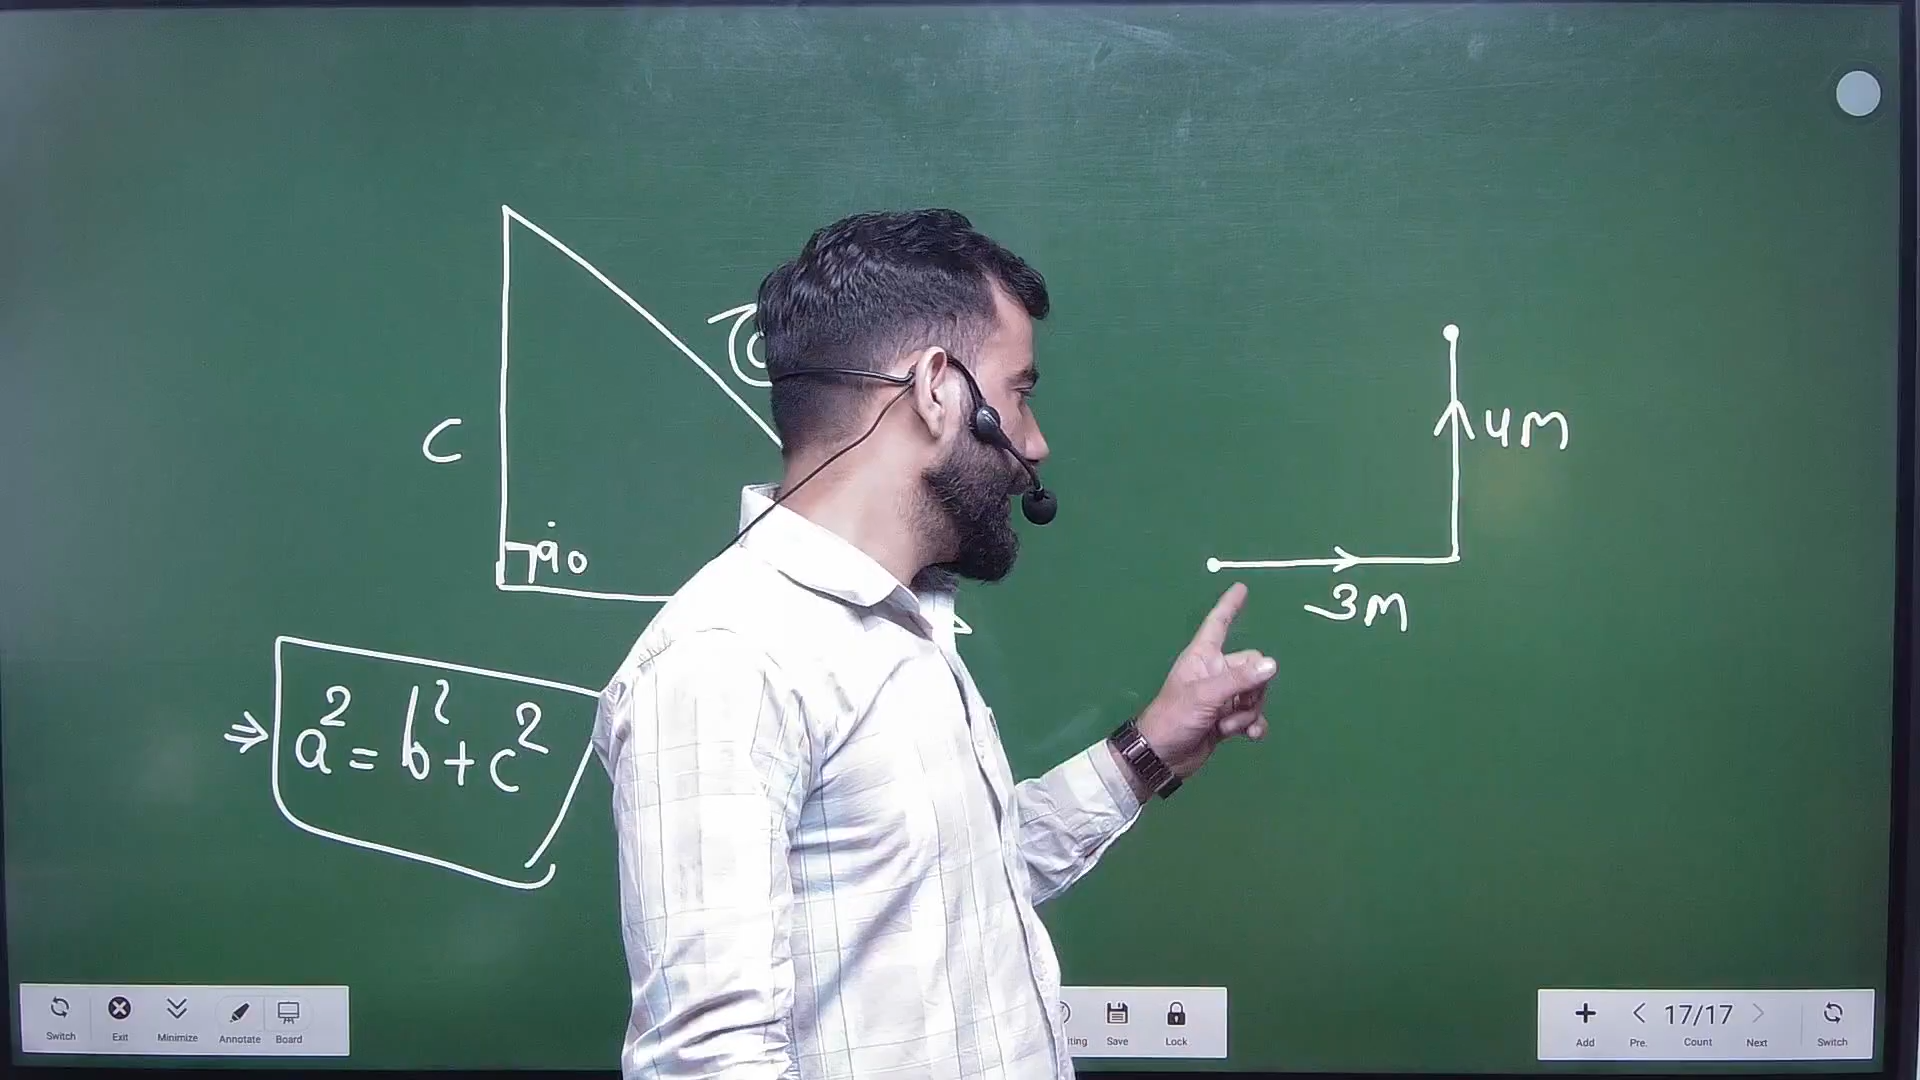 C
90
4M
3M
⇒ a² = b² + c²
Switch Exit Minimize Annotate Board
Save Lock
Add Pre. 17/17 Count Next Switch